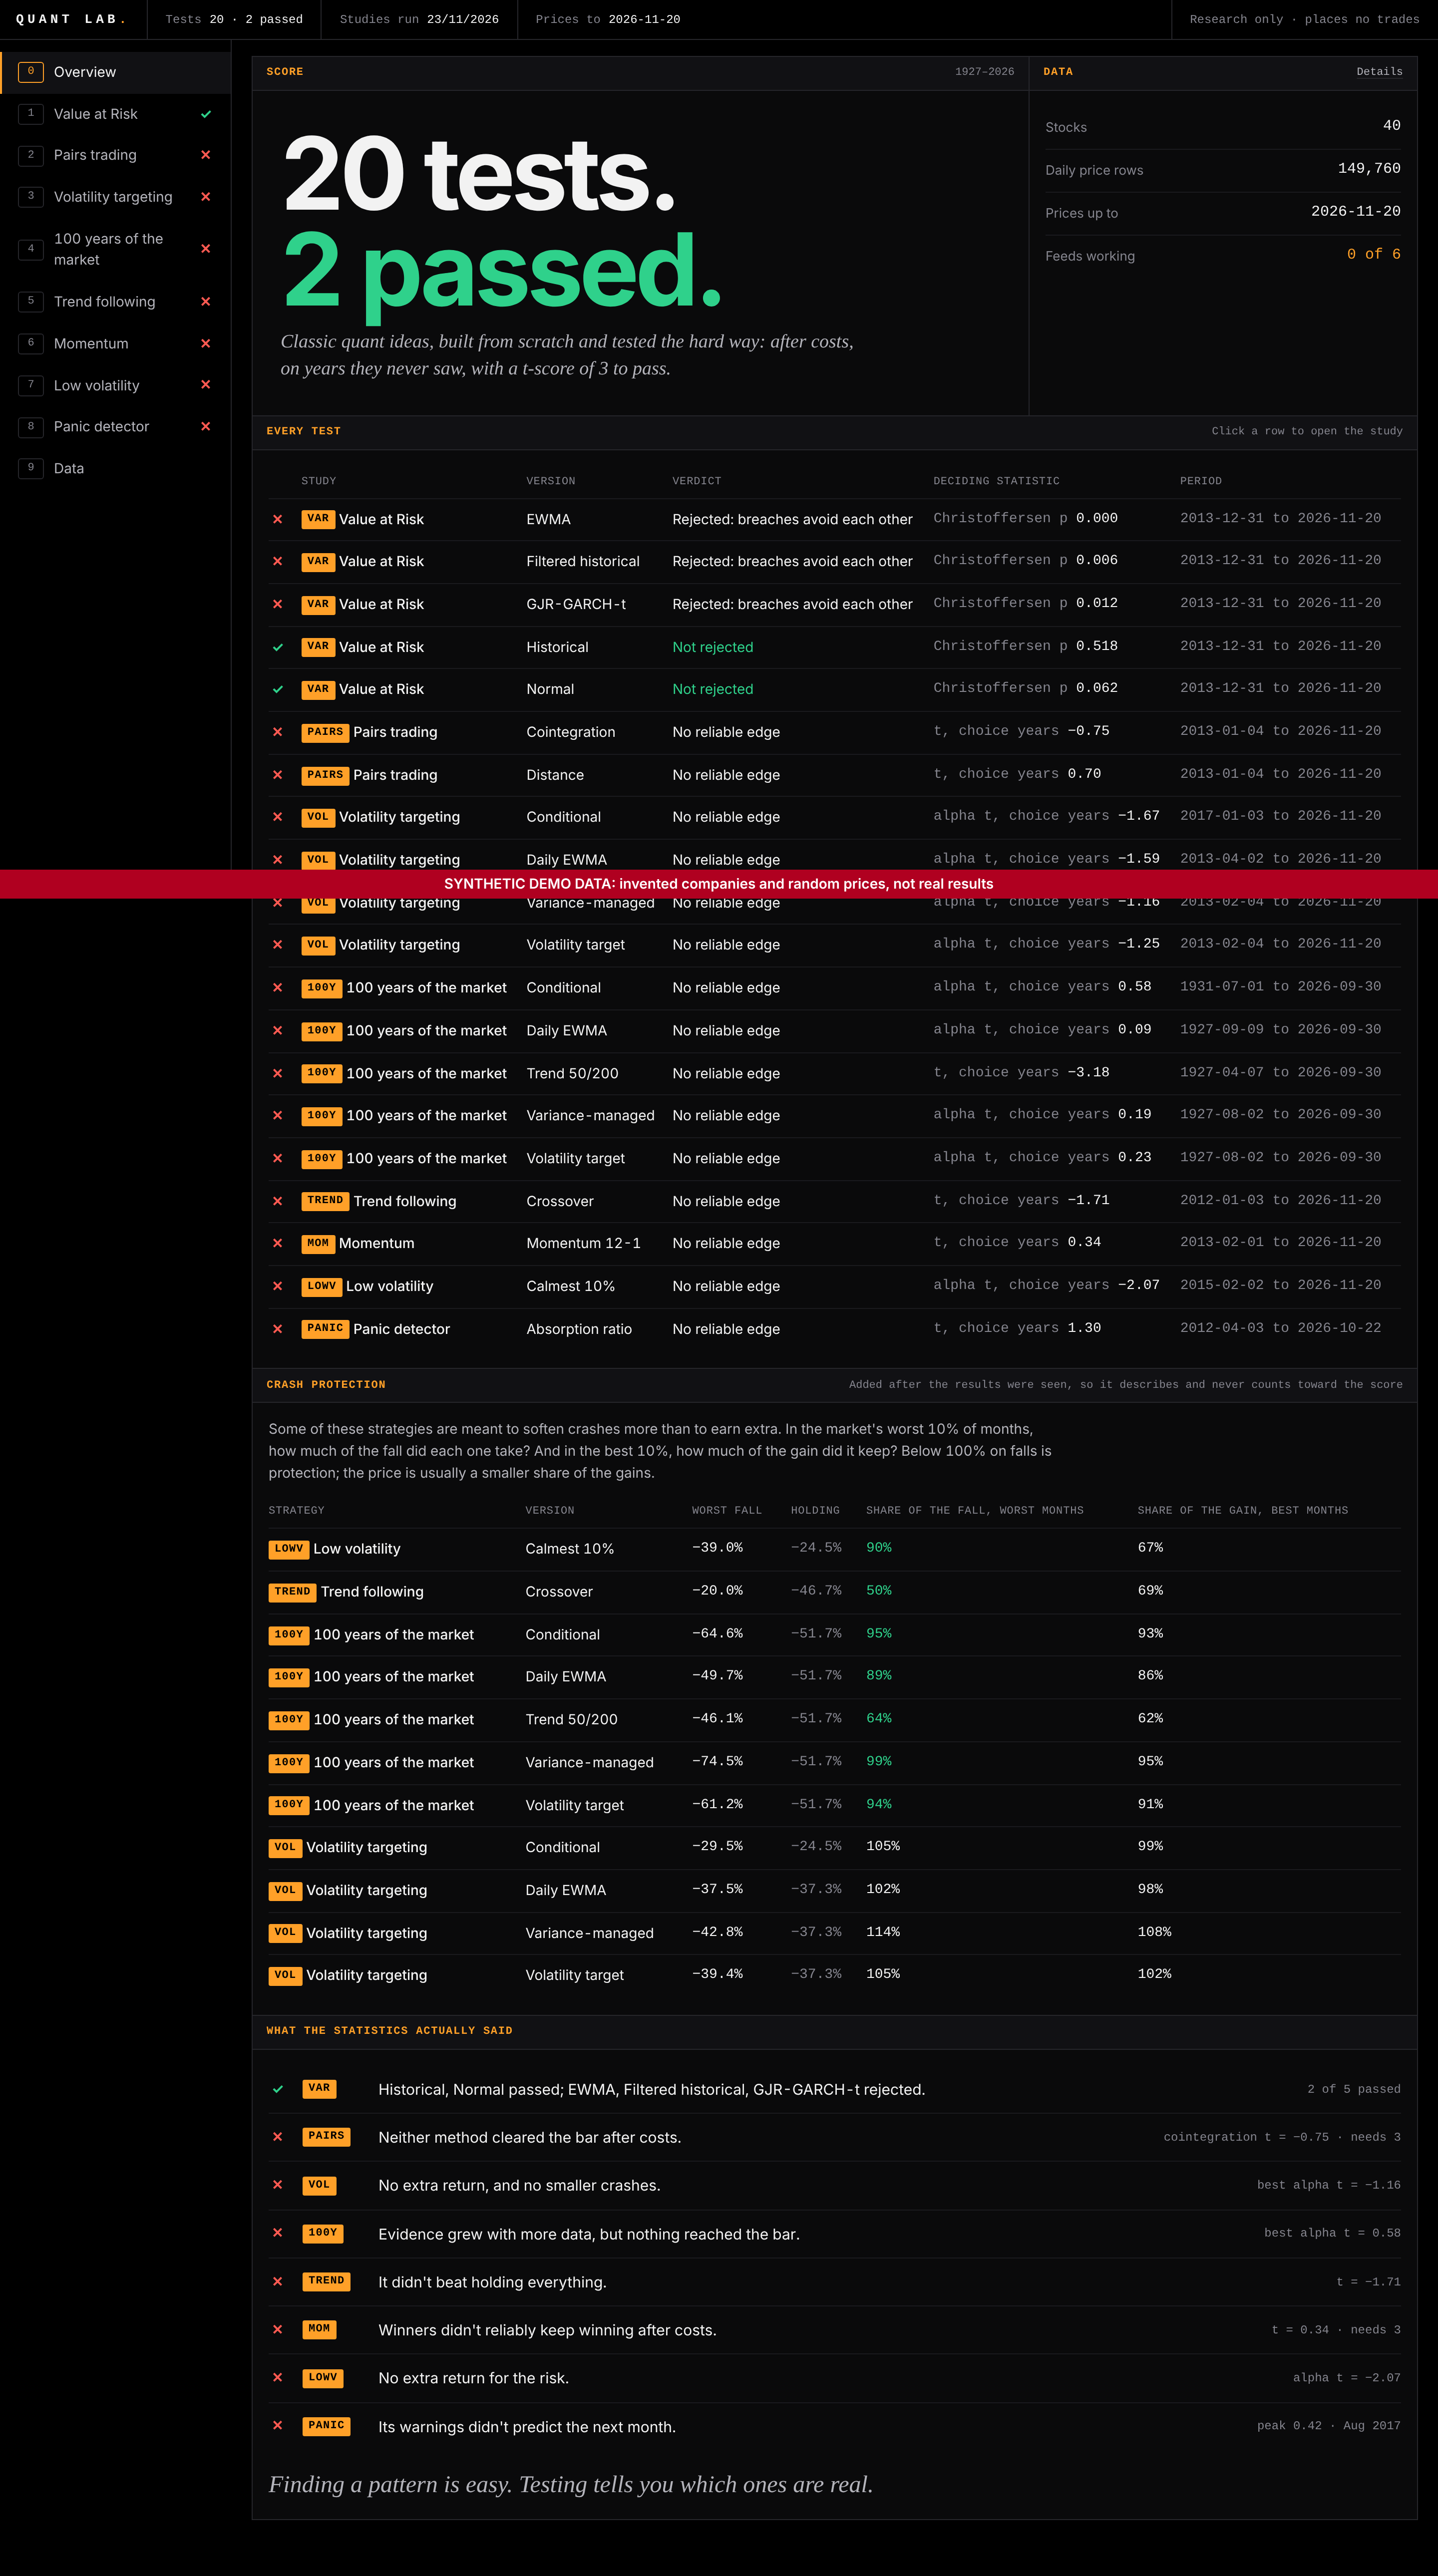 QUANT LAB.
Tests 20 · 2 passed
Studies run 23/11/2026
Prices to 2026-11-20
Research only · places no trades
0 Overview
1 Value at Risk ✓
2 Pairs trading ✕
3 Volatility targeting ✕
4 100 years of the
market ✕
5 Trend following ✕
6 Momentum ✕
7 Low volatility ✕
8 Panic detector ✕
9 Data
SCORE 1927–2026
20 tests.
2 passed.
Classic quant ideas, built from scratch and tested the hard way: after costs,
on years they never saw, with a t-score of 3 to pass.
DATA Details
Stocks 40
Daily price rows 149,760
Prices up to 2026-11-20
Feeds working 0 of 6
EVERY TEST Click a row to open the study
STUDY VERSION VERDICT DECIDING STATISTIC PERIOD
✕ VAR Value at Risk EWMA Rejected: breaches avoid each other Christoffersen p 0.000 2013-12-31 to 2026-11-20
✕ VAR Value at Risk Filtered historical Rejected: breaches avoid each other Christoffersen p 0.006 2013-12-31 to 2026-11-20
✕ VAR Value at Risk GJR-GARCH-t Rejected: breaches avoid each other Christoffersen p 0.012 2013-12-31 to 2026-11-20
✓ VAR Value at Risk Historical Not rejected Christoffersen p 0.518 2013-12-31 to 2026-11-20
✓ VAR Value at Risk Normal Not rejected Christoffersen p 0.062 2013-12-31 to 2026-11-20
✕ PAIRS Pairs trading Cointegration No reliable edge t, choice years −0.75 2013-01-04 to 2026-11-20
✕ PAIRS Pairs trading Distance No reliable edge t, choice years 0.70 2013-01-04 to 2026-11-20
✕ VOL Volatility targeting Conditional No reliable edge alpha t, choice years −1.67 2017-01-03 to 2026-11-20
✕ VOL Volatility targeting Daily EWMA No reliable edge alpha t, choice years −1.59 2013-04-02 to 2026-11-20
SYNTHETIC DEMO DATA: invented companies and random prices, not real results
✕ VOL Volatility targeting Variance-managed No reliable edge alpha t, choice years −1.16 2013-02-04 to 2026-11-20
✕ VOL Volatility targeting Volatility target No reliable edge alpha t, choice years −1.25 2013-02-04 to 2026-11-20
✕ 100Y 100 years of the market Conditional No reliable edge alpha t, choice years 0.58 1931-07-01 to 2026-09-30
✕ 100Y 100 years of the market Daily EWMA No reliable edge alpha t, choice years 0.09 1927-09-09 to 2026-09-30
✕ 100Y 100 years of the market Trend 50/200 No reliable edge t, choice years −3.18 1927-04-07 to 2026-09-30
✕ 100Y 100 years of the market Variance-managed No reliable edge alpha t, choice years 0.19 1927-08-02 to 2026-09-30
✕ 100Y 100 years of the market Volatility target No reliable edge alpha t, choice years 0.23 1927-08-02 to 2026-09-30
✕ TREND Trend following Crossover No reliable edge t, choice years −1.71 2012-01-03 to 2026-11-20
✕ MOM Momentum Momentum 12-1 No reliable edge t, choice years 0.34 2013-02-01 to 2026-11-20
✕ LOWV Low volatility Calmest 10% No reliable edge alpha t, choice years −2.07 2015-02-02 to 2026-11-20
✕ PANIC Panic detector Absorption ratio No reliable edge t, choice years 1.30 2012-04-03 to 2026-10-22
CRASH PROTECTION Added after the results were seen, so it describes and never counts toward the score
Some of these strategies are meant to soften crashes more than to earn extra. In the market's worst 10% of months,
how much of the fall did each one take? And in the best 10%, how much of the gain did it keep? Below 100% on falls is
protection; the price is usually a smaller share of the gains.
STRATEGY VERSION WORST FALL HOLDING SHARE OF THE FALL, WORST MONTHS SHARE OF THE GAIN, BEST MONTHS
LOWV Low volatility Calmest 10% −39.0% −24.5% 90% 67%
TREND Trend following Crossover −20.0% −46.7% 50% 69%
100Y 100 years of the market Conditional −64.6% −51.7% 95% 93%
100Y 100 years of the market Daily EWMA −49.7% −51.7% 89% 86%
100Y 100 years of the market Trend 50/200 −46.1% −51.7% 64% 62%
100Y 100 years of the market Variance-managed −74.5% −51.7% 99% 95%
100Y 100 years of the market Volatility target −61.2% −51.7% 94% 91%
VOL Volatility targeting Conditional −29.5% −24.5% 105% 99%
VOL Volatility targeting Daily EWMA −37.5% −37.3% 102% 98%
VOL Volatility targeting Variance-managed −42.8% −37.3% 114% 108%
VOL Volatility targeting Volatility target −39.4% −37.3% 105% 102%
WHAT THE STATISTICS ACTUALLY SAID
✓ VAR Historical, Normal passed; EWMA, Filtered historical, GJR-GARCH-t rejected. 2 of 5 passed
✕ PAIRS Neither method cleared the bar after costs. cointegration t = −0.75 · needs 3
✕ VOL No extra return, and no smaller crashes. best alpha t = −1.16
✕ 100Y Evidence grew with more data, but nothing reached the bar. best alpha t = 0.58
✕ TREND It didn't beat holding everything. t = −1.71
✕ MOM Winners didn't reliably keep winning after costs. t = 0.34 · needs 3
✕ LOWV No extra return for the risk. alpha t = −2.07
✕ PANIC Its warnings didn't predict the next month. peak 0.42 · Aug 2017
Finding a pattern is easy. Testing tells you which ones are real.